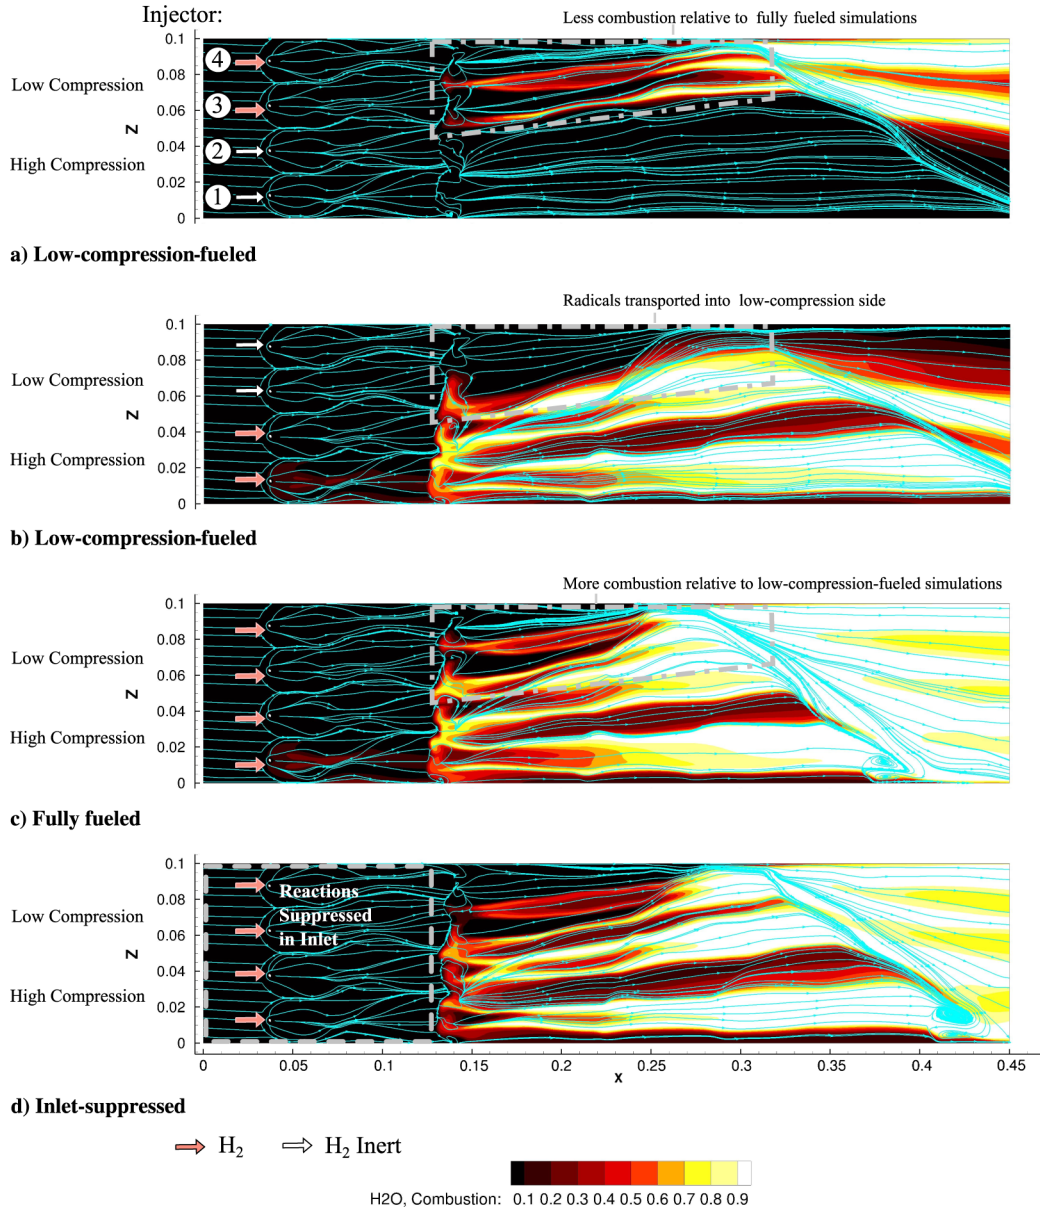 Injector:
Less combustion relative to fully fueled simulations
0.1
4
Low Compression
0.08
3
0.06
Z
2
0.04
High Compression
0.02
1
0
a) Low-compression-fueled
Radicals transported into low-compression side
0.1
0.08
Low Compression
0.06
Z
0.04
High Compression
0.02
0
b) Low-compression-fueled
More combustion relative to low-compression-fueled simulations
0.1
0.08
Low Compression
0.06
Z
0.04
High Compression
0.02
0
c) Fully fueled
0.1
Reactions
Suppressed
in Inlet
0.08
Low Compression
0.06
Z
0.04
High Compression
0.02
0
0 0.05 0.1 0.15 0.2 0.25 0.3 0.35 0.4 0.45
X
d) Inlet-suppressed
H2 H2 Inert
H2O, Combustion: 0.1 0.2 0.3 0.4 0.5 0.6 0.7 0.8 0.9